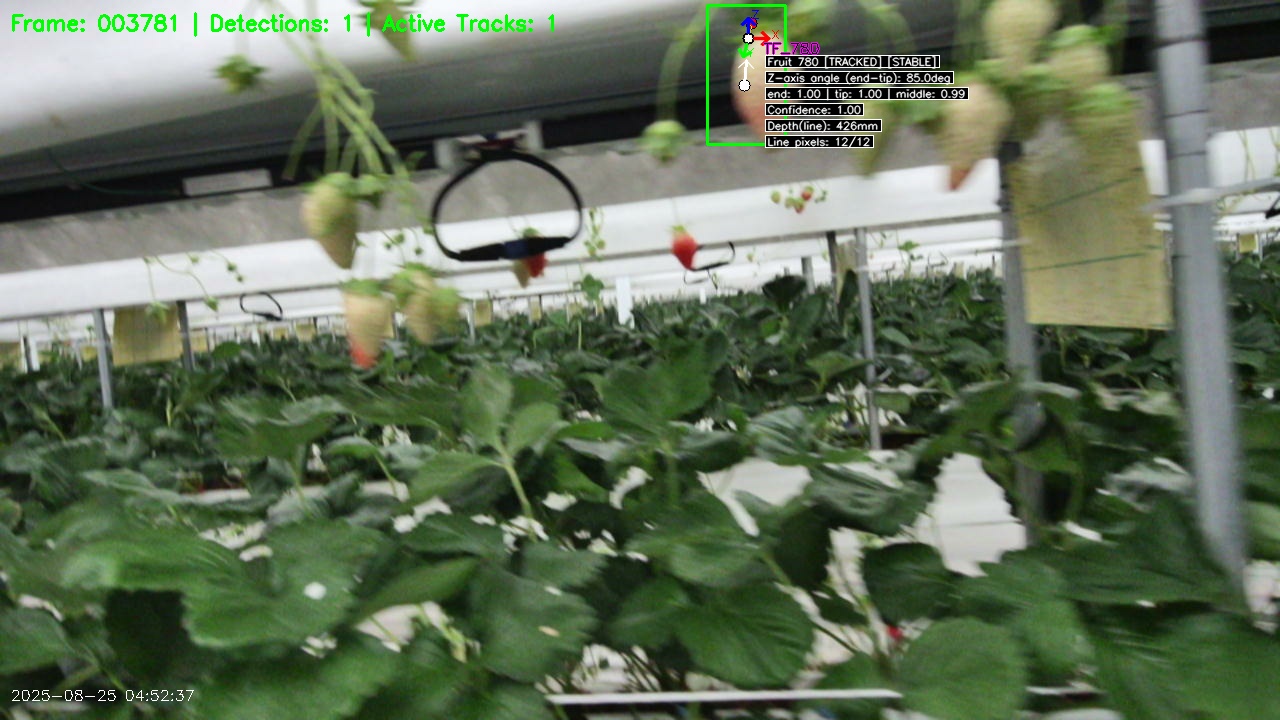 Frame: 003781 | Detections: 1 | Active Tracks: 1
Z
X
TF_780
Fruit 780 [TRACKED] [STABLE]
Z-axis angle (end-tip): 85.0deg
end: 1.00 | tip: 1.00 | middle: 0.99
Confidence: 1.00
Depth(line): 426mm
Line pixels: 12/12
2025-08-25 04:52:37